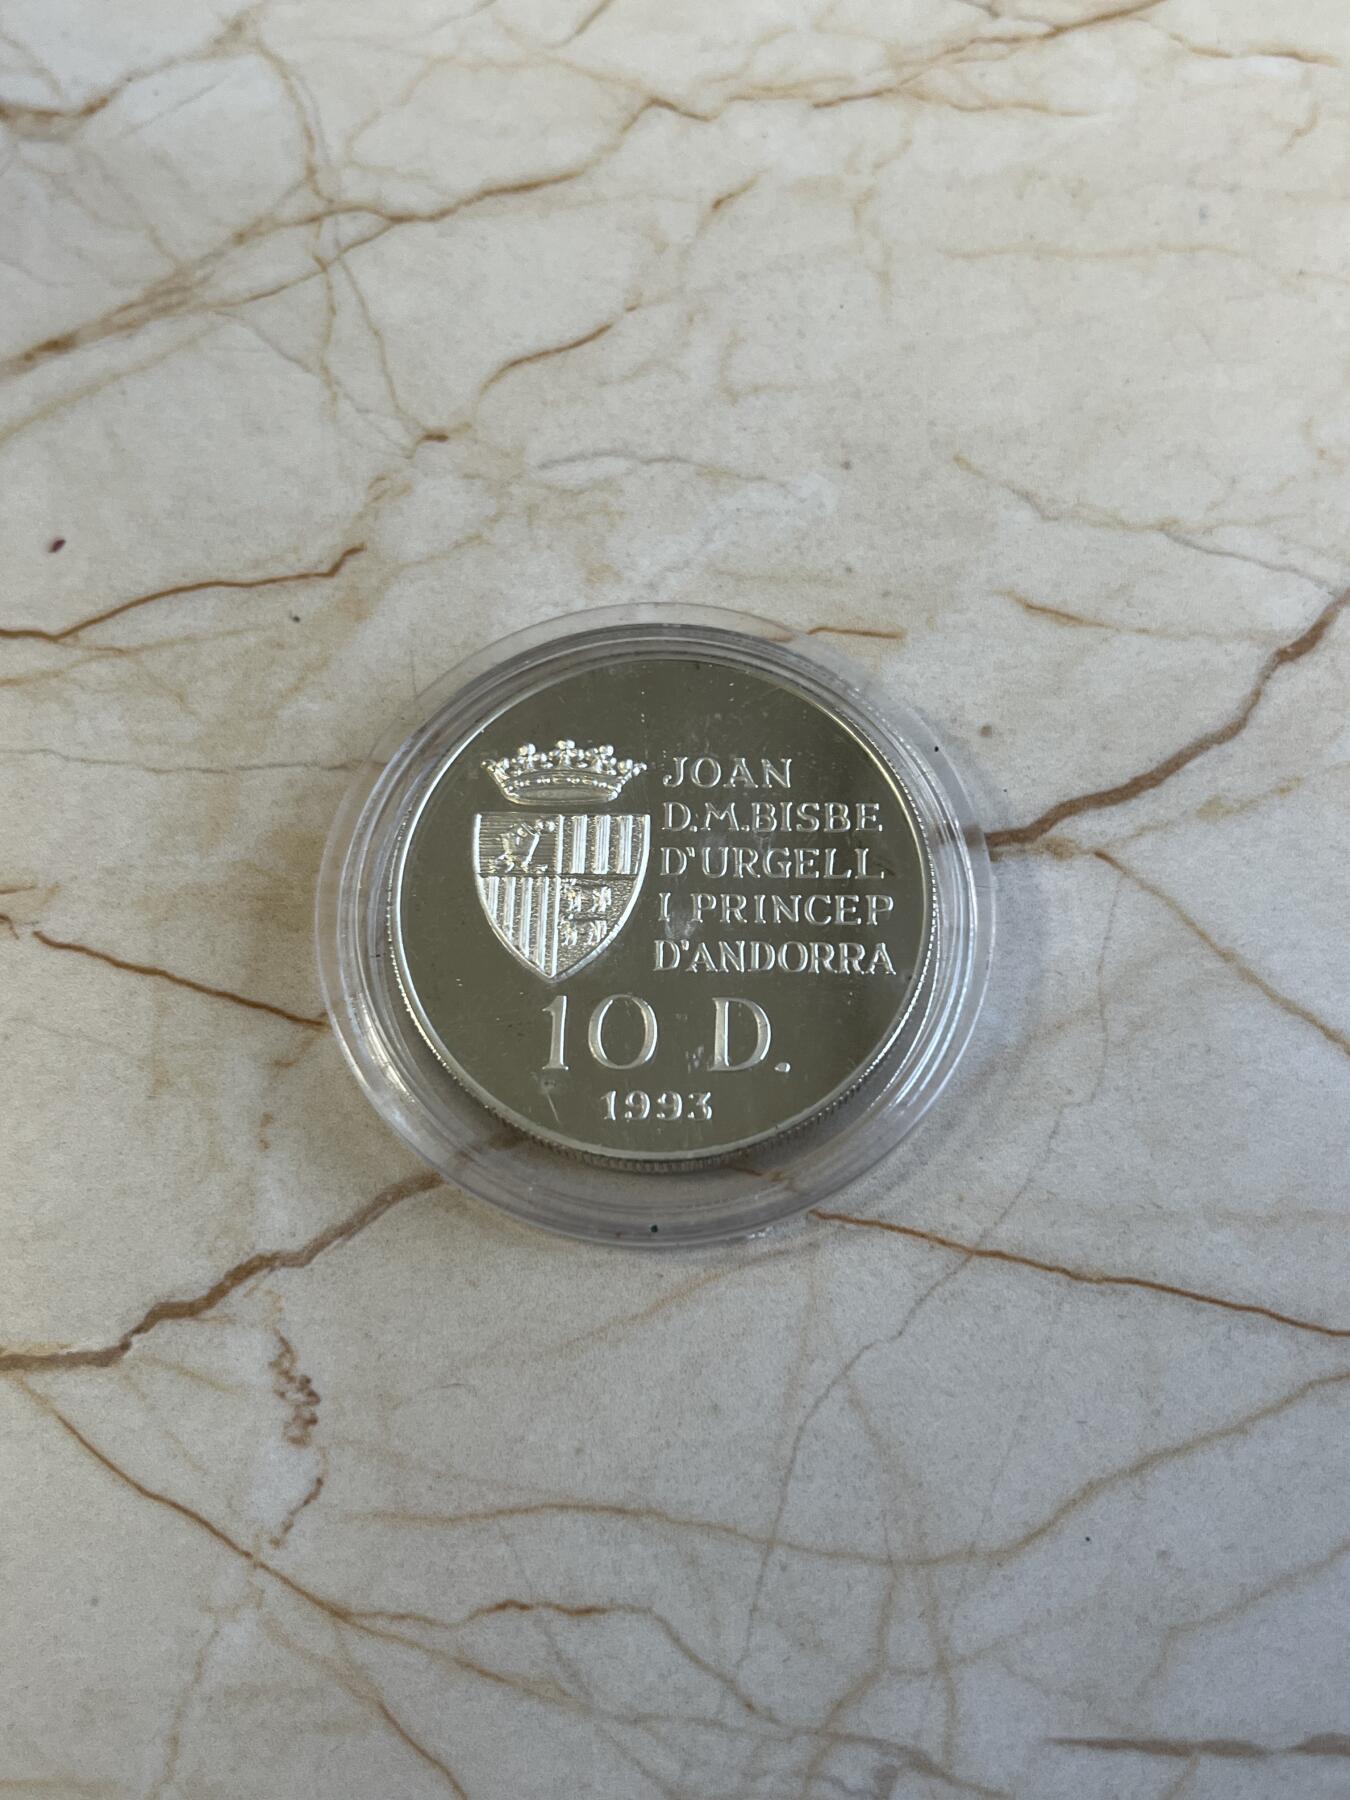 JOAN
D.M.BISBE
D'URGELL
I PRINCEP
D'ANDORRA
10 D.
1993